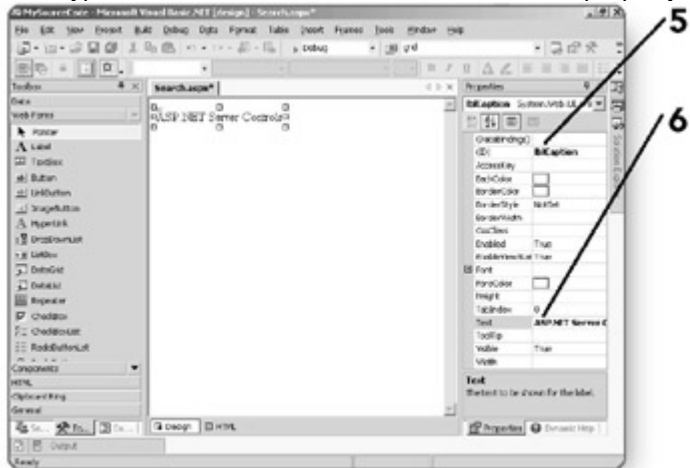 MySourceCode - Microsoft Visual Basic.NET [design] - Search.aspx*
File Edit View Project Build Debug Data Format Table Insert Frames Tools Window Help
Debug
grd
5
Toolbox
Search.aspx*
Properties
Data
Web Forms
lblCaption System.Web.UI
Pointer
ASP.NET Server Controls
6
Label
TextBox
Button
LinkButton
ImageButton
HyperLink
DropDownList
ListBox
DataGrid
DataList
Repeater
CheckBox
CheckBoxList
RadioButtonList
Components
HTML
Clipboard Ring
General
(DataBindings)
(ID) lblCaption
AccessKey
BackColor
BorderColor
BorderStyle NotSet
BorderWidth
CssClass
Enabled True
EnableViewStat True
Font
ForeColor
Height
TabIndex 0
Text ASP.NET Server C
ToolTip
Visible True
Width
Text
The text to be shown for the label.
Design HTML
Properties Dynamic Help
Output
Ready